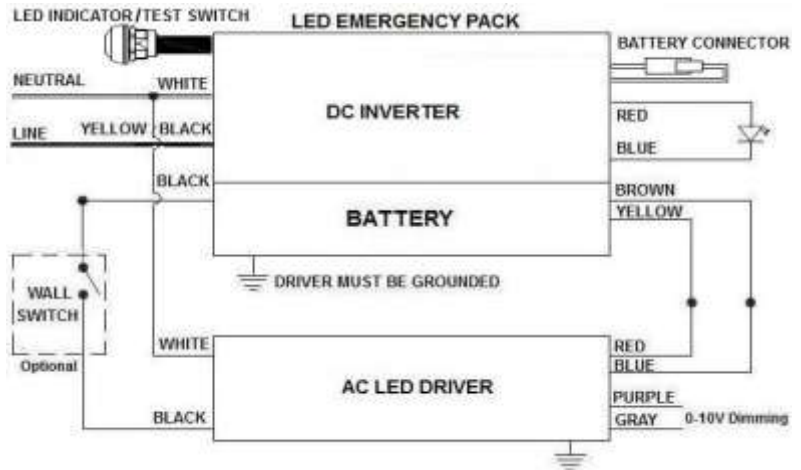 LED INDICATOR/TEST SWITCH
LED EMERGENCY PACK
BATTERY CONNECTOR
NEUTRAL
WHITE
DC INVERTER
RED
LINE
YELLOW/BLACK
BLUE
BLACK
BROWN
BATTERY
YELLOW
DRIVER MUST BE GROUNDED
WALL
SWITCH
Optional
WHITE
RED
BLUE
AC LED DRIVER
PURPLE
BLACK
GRAY
0-10V Dimming